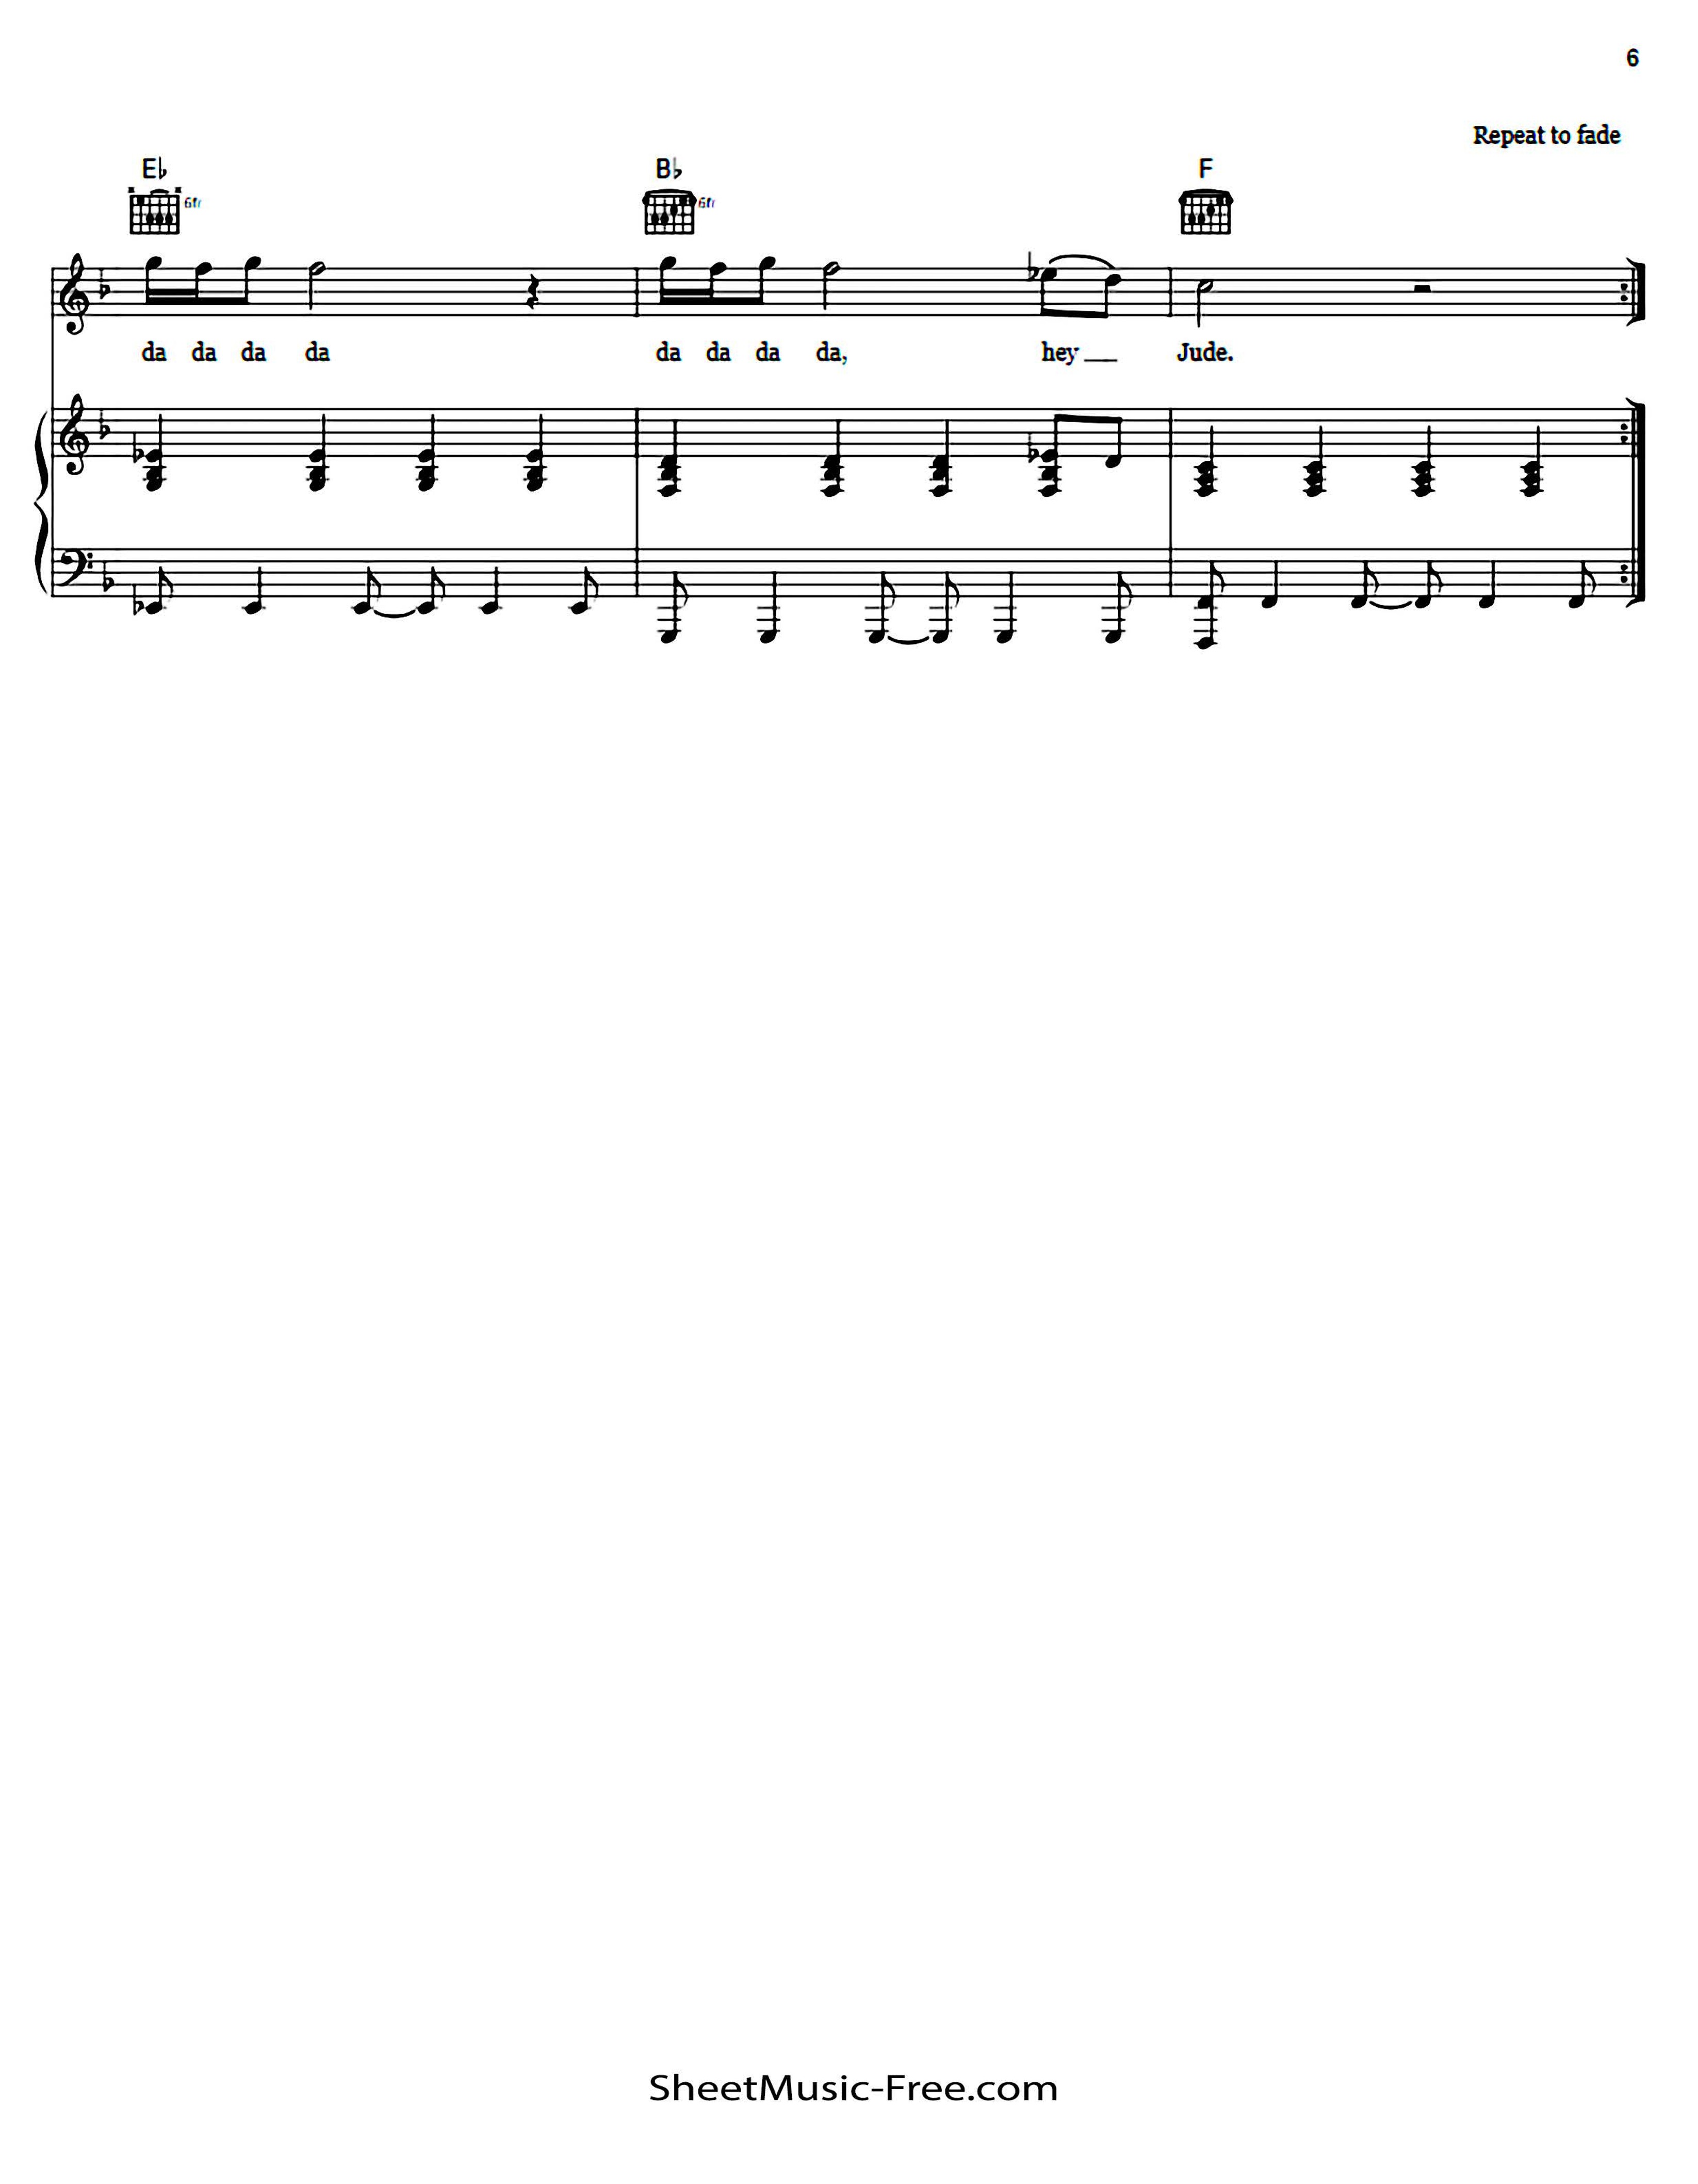 6
Repeat to fade
E♭ B♭ F
6fr 6fr
da da da da da da da da, hey __ Jude.
SheetMusic-Free.com